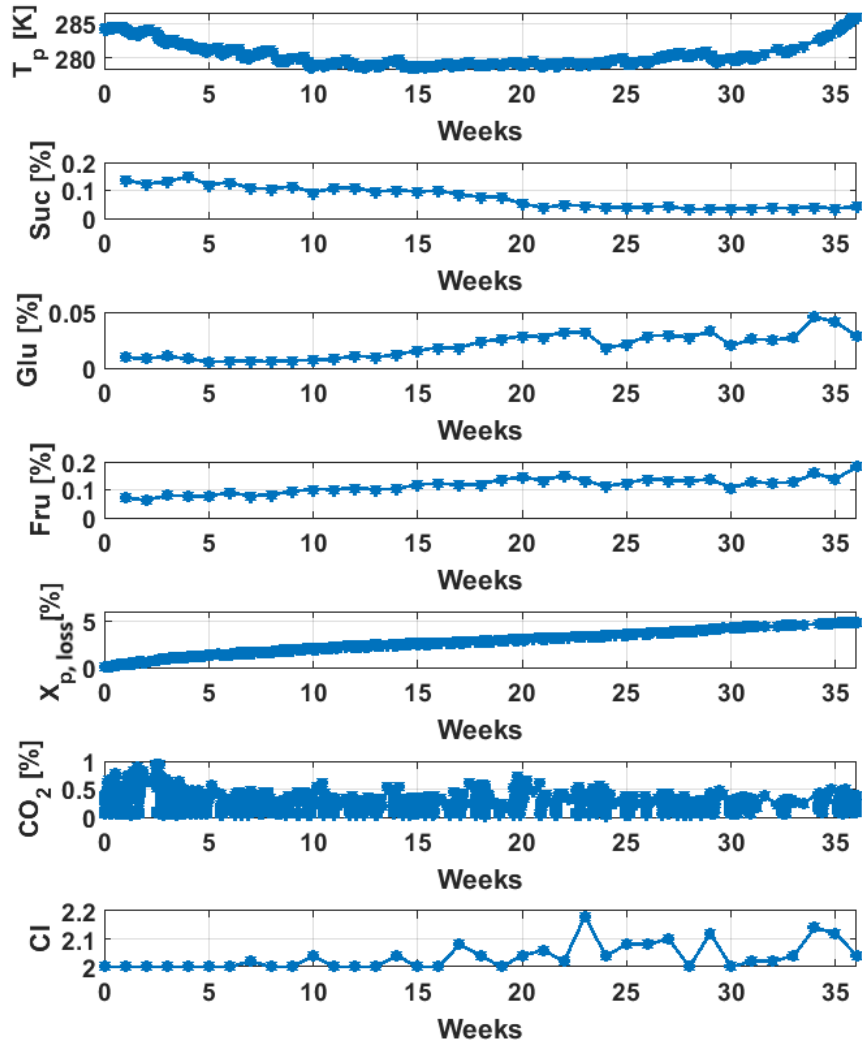 T_p [K]
285
280
0 5 10 15 20 25 30 35
Weeks
Suc [%]
0.2
0.1
0
0 5 10 15 20 25 30 35
Weeks
Glu [%]
0.05
0
0 5 10 15 20 25 30 35
Weeks
Fru [%]
0.2
0.1
0
0 5 10 15 20 25 30 35
Weeks
X_p, loss[%]
5
0
0 5 10 15 20 25 30 35
Weeks
CO_2 [%]
1
0.5
0
0 5 10 15 20 25 30 35
Weeks
CI
2.2
2.1
2
0 5 10 15 20 25 30 35
Weeks